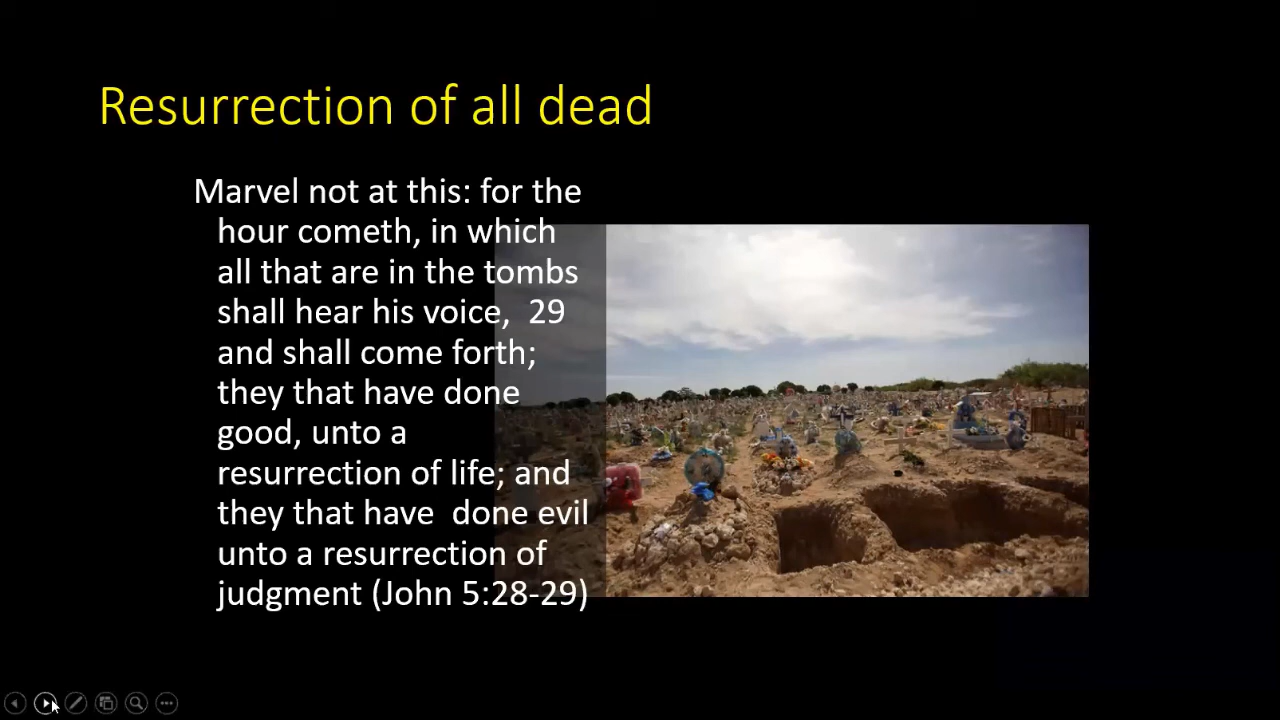 Resurrection of all dead
Marvel not at this: for the
hour cometh, in which
all that are in the tombs
shall hear his voice,  29
and shall come forth;
they that have done
good, unto a
resurrection of life; and
they that have  done evil
unto a resurrection of
judgment (John 5:28-29)